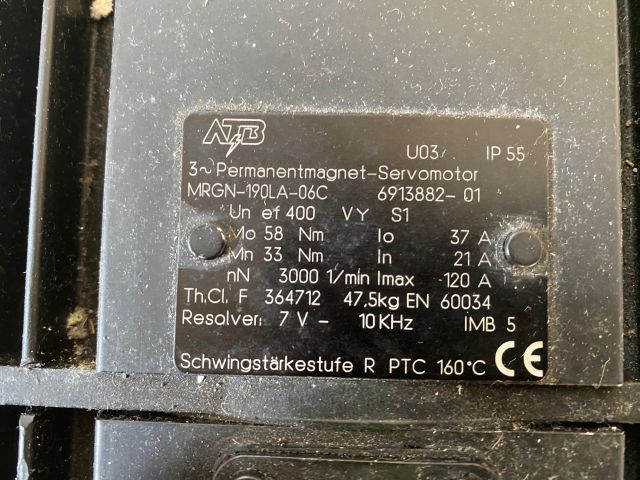 ATB
U03 IP 55
3~Permanentmagnet-Servomotor
MRGN-190LA-06C 6913882-01
Un ef 400 VY S1
Mo 58 Nm Io 37 A
Mn 33 Nm In 21 A
nN 3000 1/min Imax 120 A
Th.Cl. F 364712 47,5kg EN 60034
Resolver: 7 V- 10KHz IMB 5
Schwingstärkestufe R PTC 160°C CE